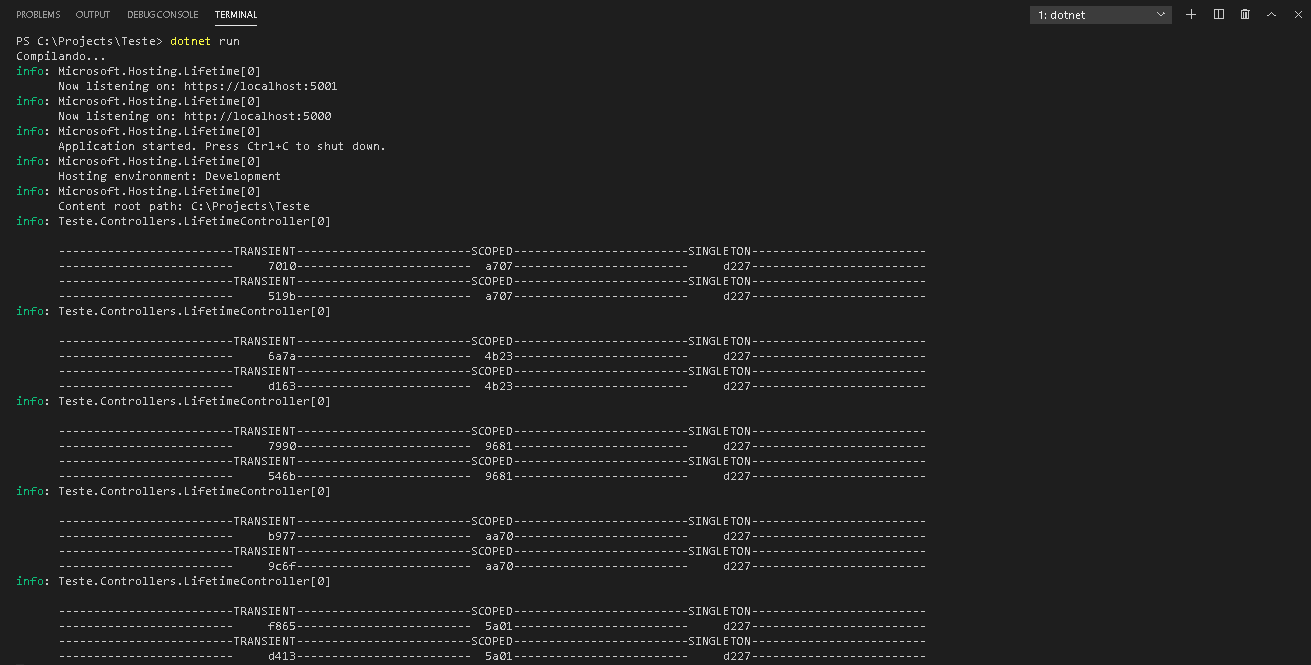 PROBLEMS OUTPUT DEBUG CONSOLE TERMINAL 1: dotnet
PS C:\Projects\Teste> dotnet run
Compilando...
info: Microsoft.Hosting.Lifetime[0]
Now listening on: https://localhost:5001
info: Microsoft.Hosting.Lifetime[0]
Now listening on: http://localhost:5000
info: Microsoft.Hosting.Lifetime[0]
Application started. Press Ctrl+C to shut down.
info: Microsoft.Hosting.Lifetime[0]
Hosting environment: Development
info: Microsoft.Hosting.Lifetime[0]
Content root path: C:\Projects\Teste
info: Teste.Controllers.LifetimeController[0]
-------------------------TRANSIENT-------------------------SCOPED-------------------------SINGLETON-------------------------
-------------------------     7010-------------------------  a707-------------------------     d227-------------------------
-------------------------TRANSIENT-------------------------SCOPED-------------------------SINGLETON-------------------------
-------------------------     519b-------------------------  a707-------------------------     d227-------------------------
info: Teste.Controllers.LifetimeController[0]
-------------------------TRANSIENT-------------------------SCOPED-------------------------SINGLETON-------------------------
-------------------------     6a7a-------------------------  4b23-------------------------     d227-------------------------
-------------------------TRANSIENT-------------------------SCOPED-------------------------SINGLETON-------------------------
-------------------------     d163-------------------------  4b23-------------------------     d227-------------------------
info: Teste.Controllers.LifetimeController[0]
-------------------------TRANSIENT-------------------------SCOPED-------------------------SINGLETON-------------------------
-------------------------     7990-------------------------  9681-------------------------     d227-------------------------
-------------------------TRANSIENT-------------------------SCOPED-------------------------SINGLETON-------------------------
-------------------------     546b-------------------------  9681-------------------------     d227-------------------------
info: Teste.Controllers.LifetimeController[0]
-------------------------TRANSIENT-------------------------SCOPED-------------------------SINGLETON-------------------------
-------------------------     b977-------------------------  aa70-------------------------     d227-------------------------
-------------------------TRANSIENT-------------------------SCOPED-------------------------SINGLETON-------------------------
-------------------------     9c6f-------------------------  aa70-------------------------     d227-------------------------
info: Teste.Controllers.LifetimeController[0]
-------------------------TRANSIENT-------------------------SCOPED-------------------------SINGLETON-------------------------
-------------------------     f865-------------------------  5a01-------------------------     d227-------------------------
-------------------------TRANSIENT-------------------------SCOPED-------------------------SINGLETON-------------------------
-------------------------     d413-------------------------  5a01-------------------------     d227-------------------------